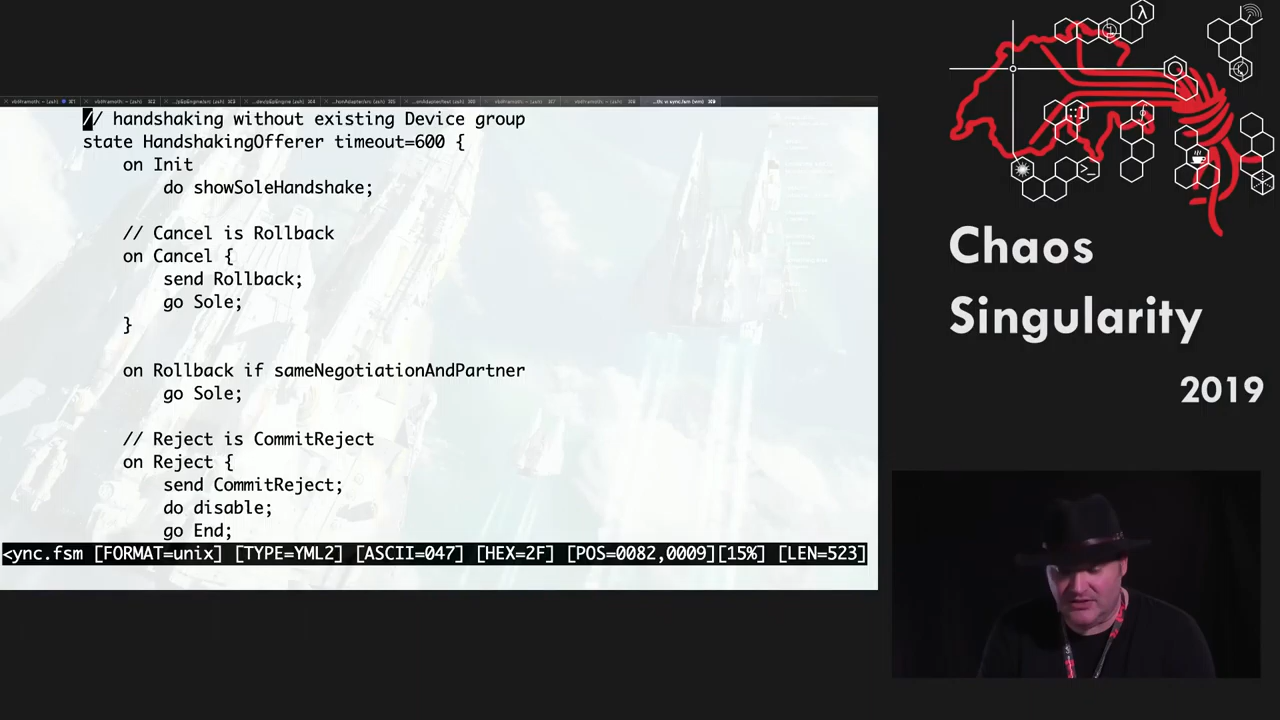 // handshaking without existing Device group
state HandshakingOfferer timeout=600 {
on Init
do showSoleHandshake;
// Cancel is Rollback
on Cancel {
send Rollback;
go Sole;
}
on Rollback if sameNegotiationAndPartner
go Sole;
// Reject is CommitReject
on Reject {
send CommitReject;
do disable;
go End;
<ync.fsm [FORMAT=unix] [TYPE=YML2] [ASCII=047] [HEX=2F] [POS=0082,0009][15%] [LEN=523]
Chaos
Singularity
2019